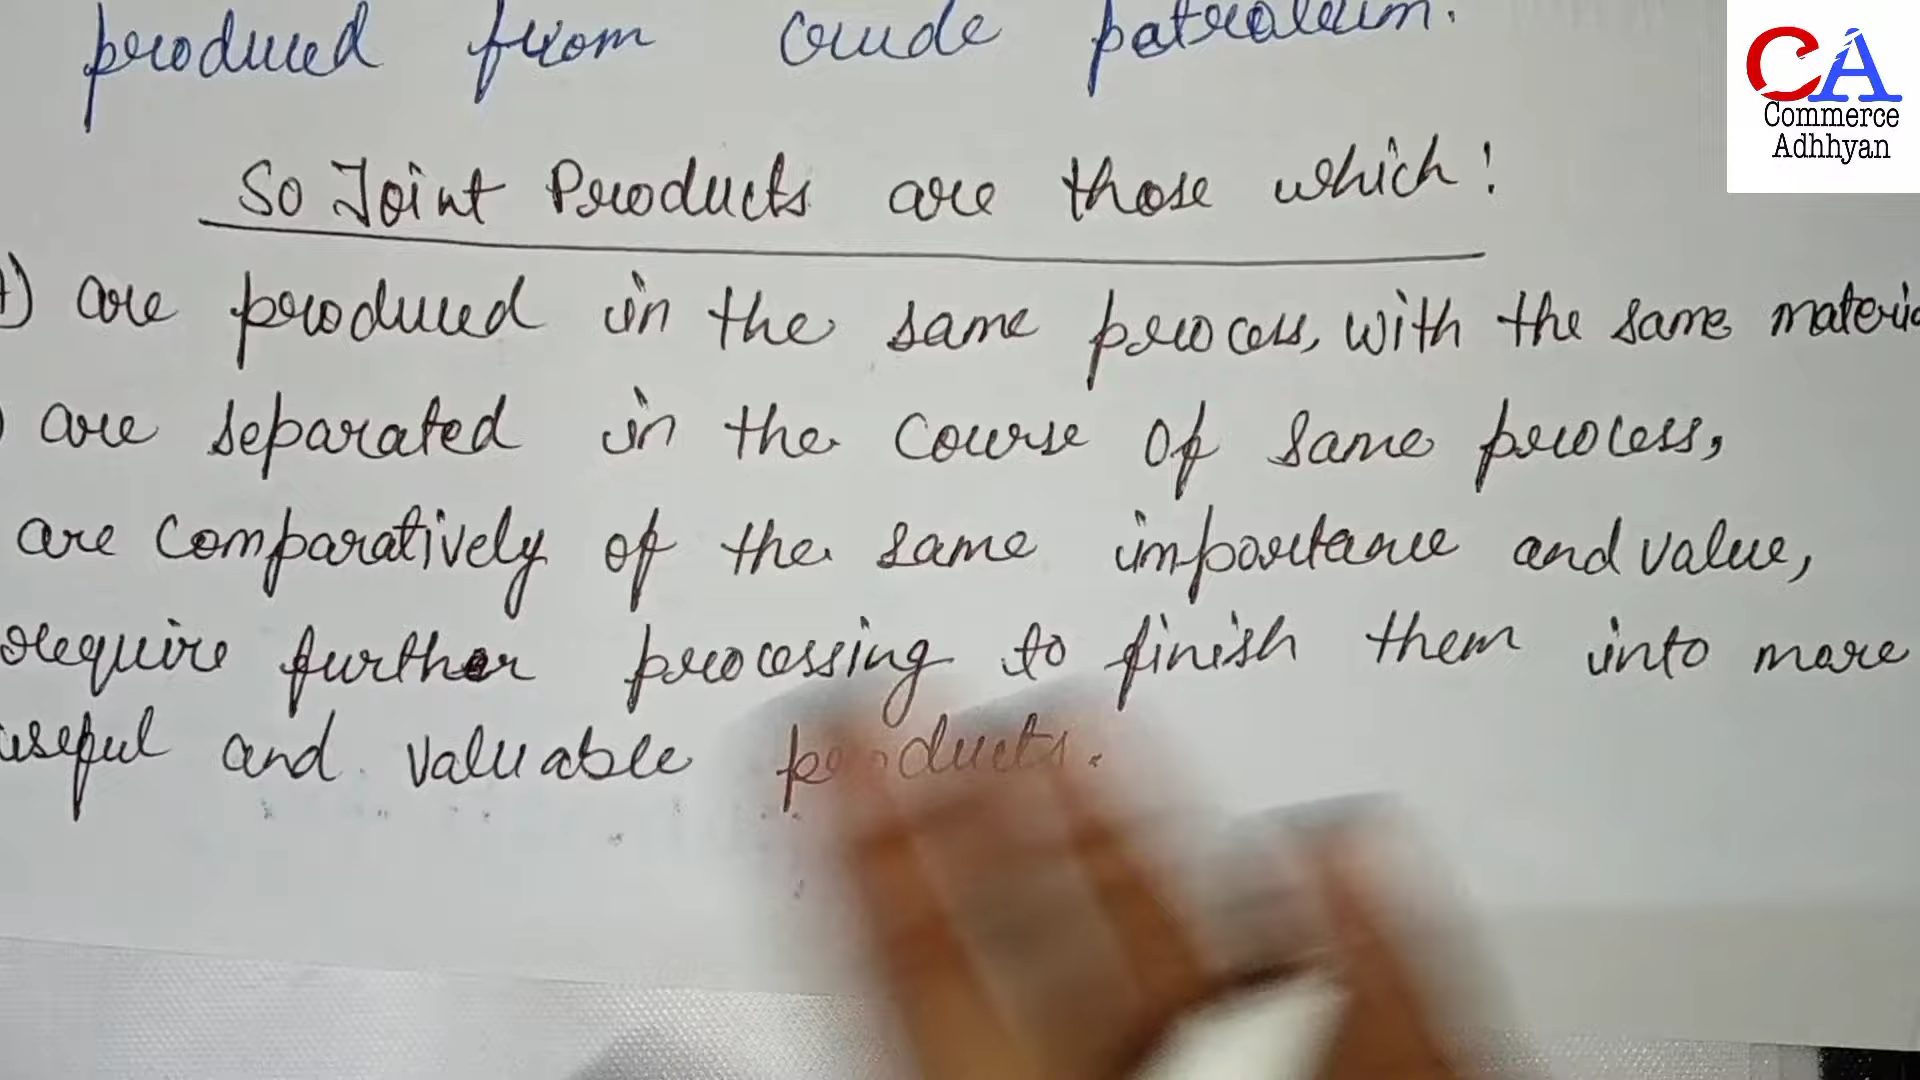 produced from crude patroleum.
So Joint Products are those which:
are produced in the same process, with the same materia
are separated in the course of same process,
are comparatively of the same importance and value,
require further processing to finish them into more
useful and valuable products.
CA
Commerce
Adhhyan